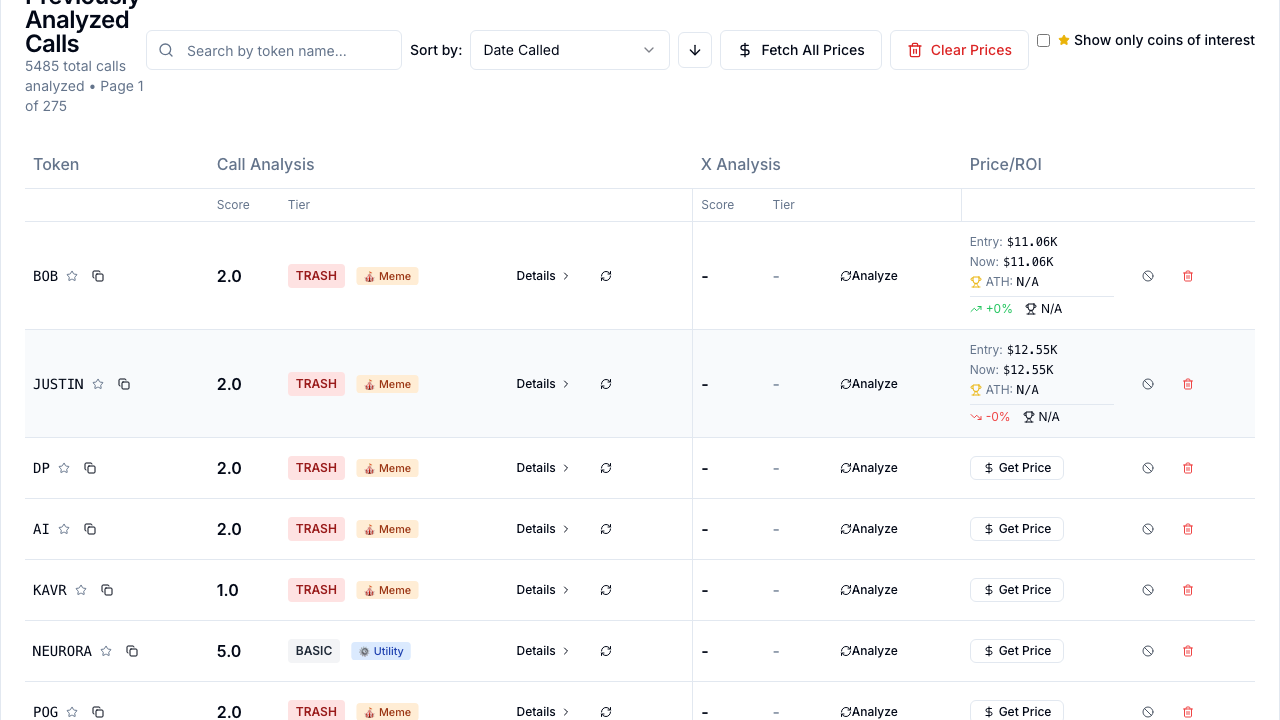 Previously
Analyzed
Calls
5485 total calls
analyzed • Page 1
of 275
Search by token name...
Sort by:
Date Called
Fetch All Prices
Clear Prices
Show only coins of interest
Token Call Analysis X Analysis Price/ROI
Score Tier Score Tier
BOB 2.0 TRASH Meme Details - - Analyze
Entry: $11.06K
Now: $11.06K
ATH: N/A
+0% N/A
JUSTIN 2.0 TRASH Meme Details - - Analyze
Entry: $12.55K
Now: $12.55K
ATH: N/A
-0% N/A
DP 2.0 TRASH Meme Details - - Analyze $ Get Price
AI 2.0 TRASH Meme Details - - Analyze $ Get Price
KAVR 1.0 TRASH Meme Details - - Analyze $ Get Price
NEURORA 5.0 BASIC Utility Details - - Analyze $ Get Price
POG 2.0 TRASH Meme Details - - Analyze $ Get Price